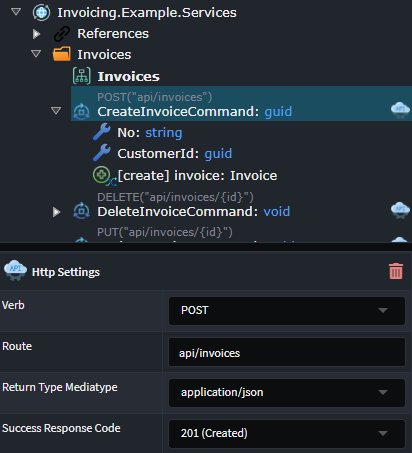 Invoicing.Example.Services
References
Invoices
Invoices
POST("api/invoices")
CreateInvoiceCommand: guid
No: string
CustomerId: guid
[create] invoice: Invoice
DELETE("api/invoices/{id}")
DeleteInvoiceCommand: void
PUT("api/invoices/{id}")
API Http Settings
Verb POST
Route api/invoices
Return Type Mediatype application/json
Success Response Code 201 (Created)